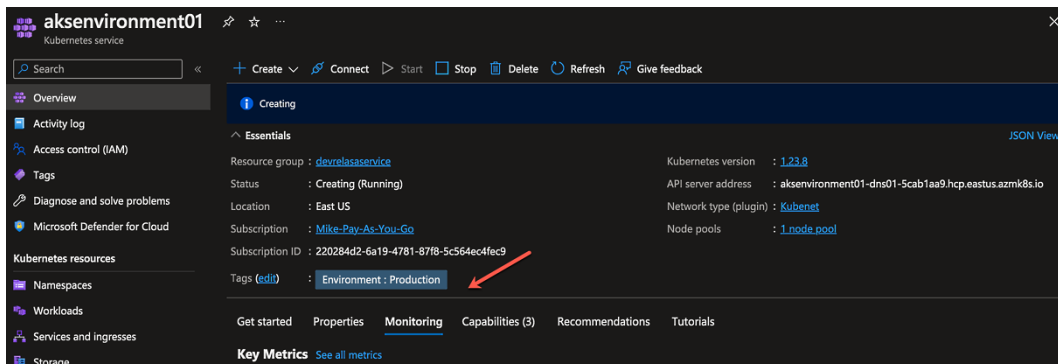 aksenvironment01
Kubernetes service
Search
Overview
Activity log
Access control (IAM)
Tags
Diagnose and solve problems
Microsoft Defender for Cloud
Kubernetes resources
Namespaces
Workloads
Services and ingresses
Storage
Create Connect Start Stop Delete Refresh Give feedback
Creating
Essentials JSON View
Resource group : devrelasaservice
Status : Creating (Running)
Location : East US
Subscription : Mike-Pay-As-You-Go
Subscription ID : 220284d2-6a19-4781-87f8-5c564ec4fec9
Tags (edit) : Environment : Production
Kubernetes version : 1.23.8
API server address : aksenvironment01-dns01-5cab1aa9.hcp.eastus.azmk8s.io
Network type (plugin) : Kubenet
Node pools : 1 node pool
Get started Properties Monitoring Capabilities (3) Recommendations Tutorials
Key Metrics See all metrics